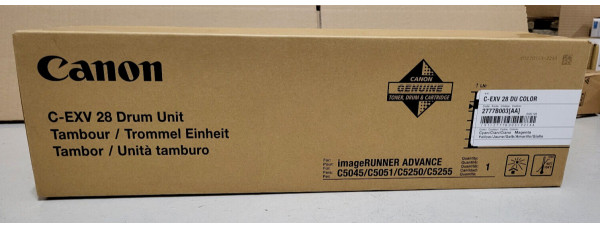 Canon
C-EXV 28 Drum Unit
Tambour / Trommel Einheit
Tambor / Unità tamburo
CANON
GENUINE
TONER, DRUM & CARTRIDGE
imageRUNNER ADVANCE
C5045/C5051/C5250/C5255
1
C-EXV 28 DU COLOR
2777B003[AA]